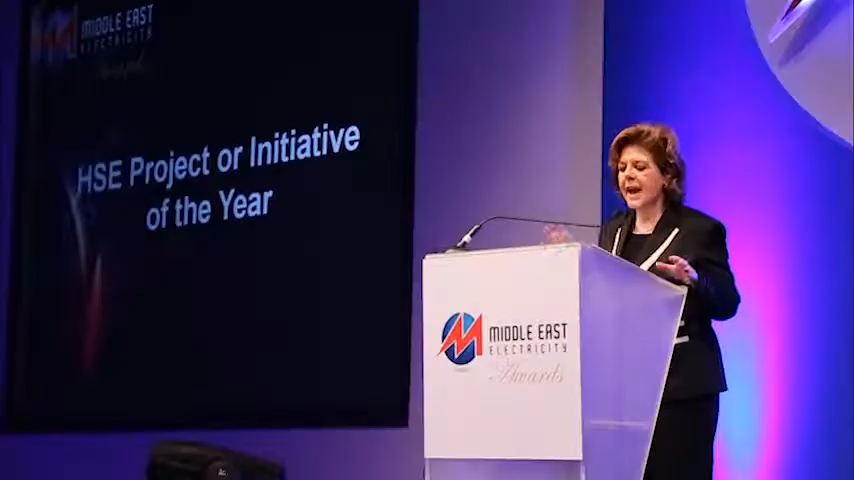 MIDDLE EAST
ELECTRICITY
HSE Project or Initiative
of the Year
MIDDLE EAST
ELECTRICITY
Awards